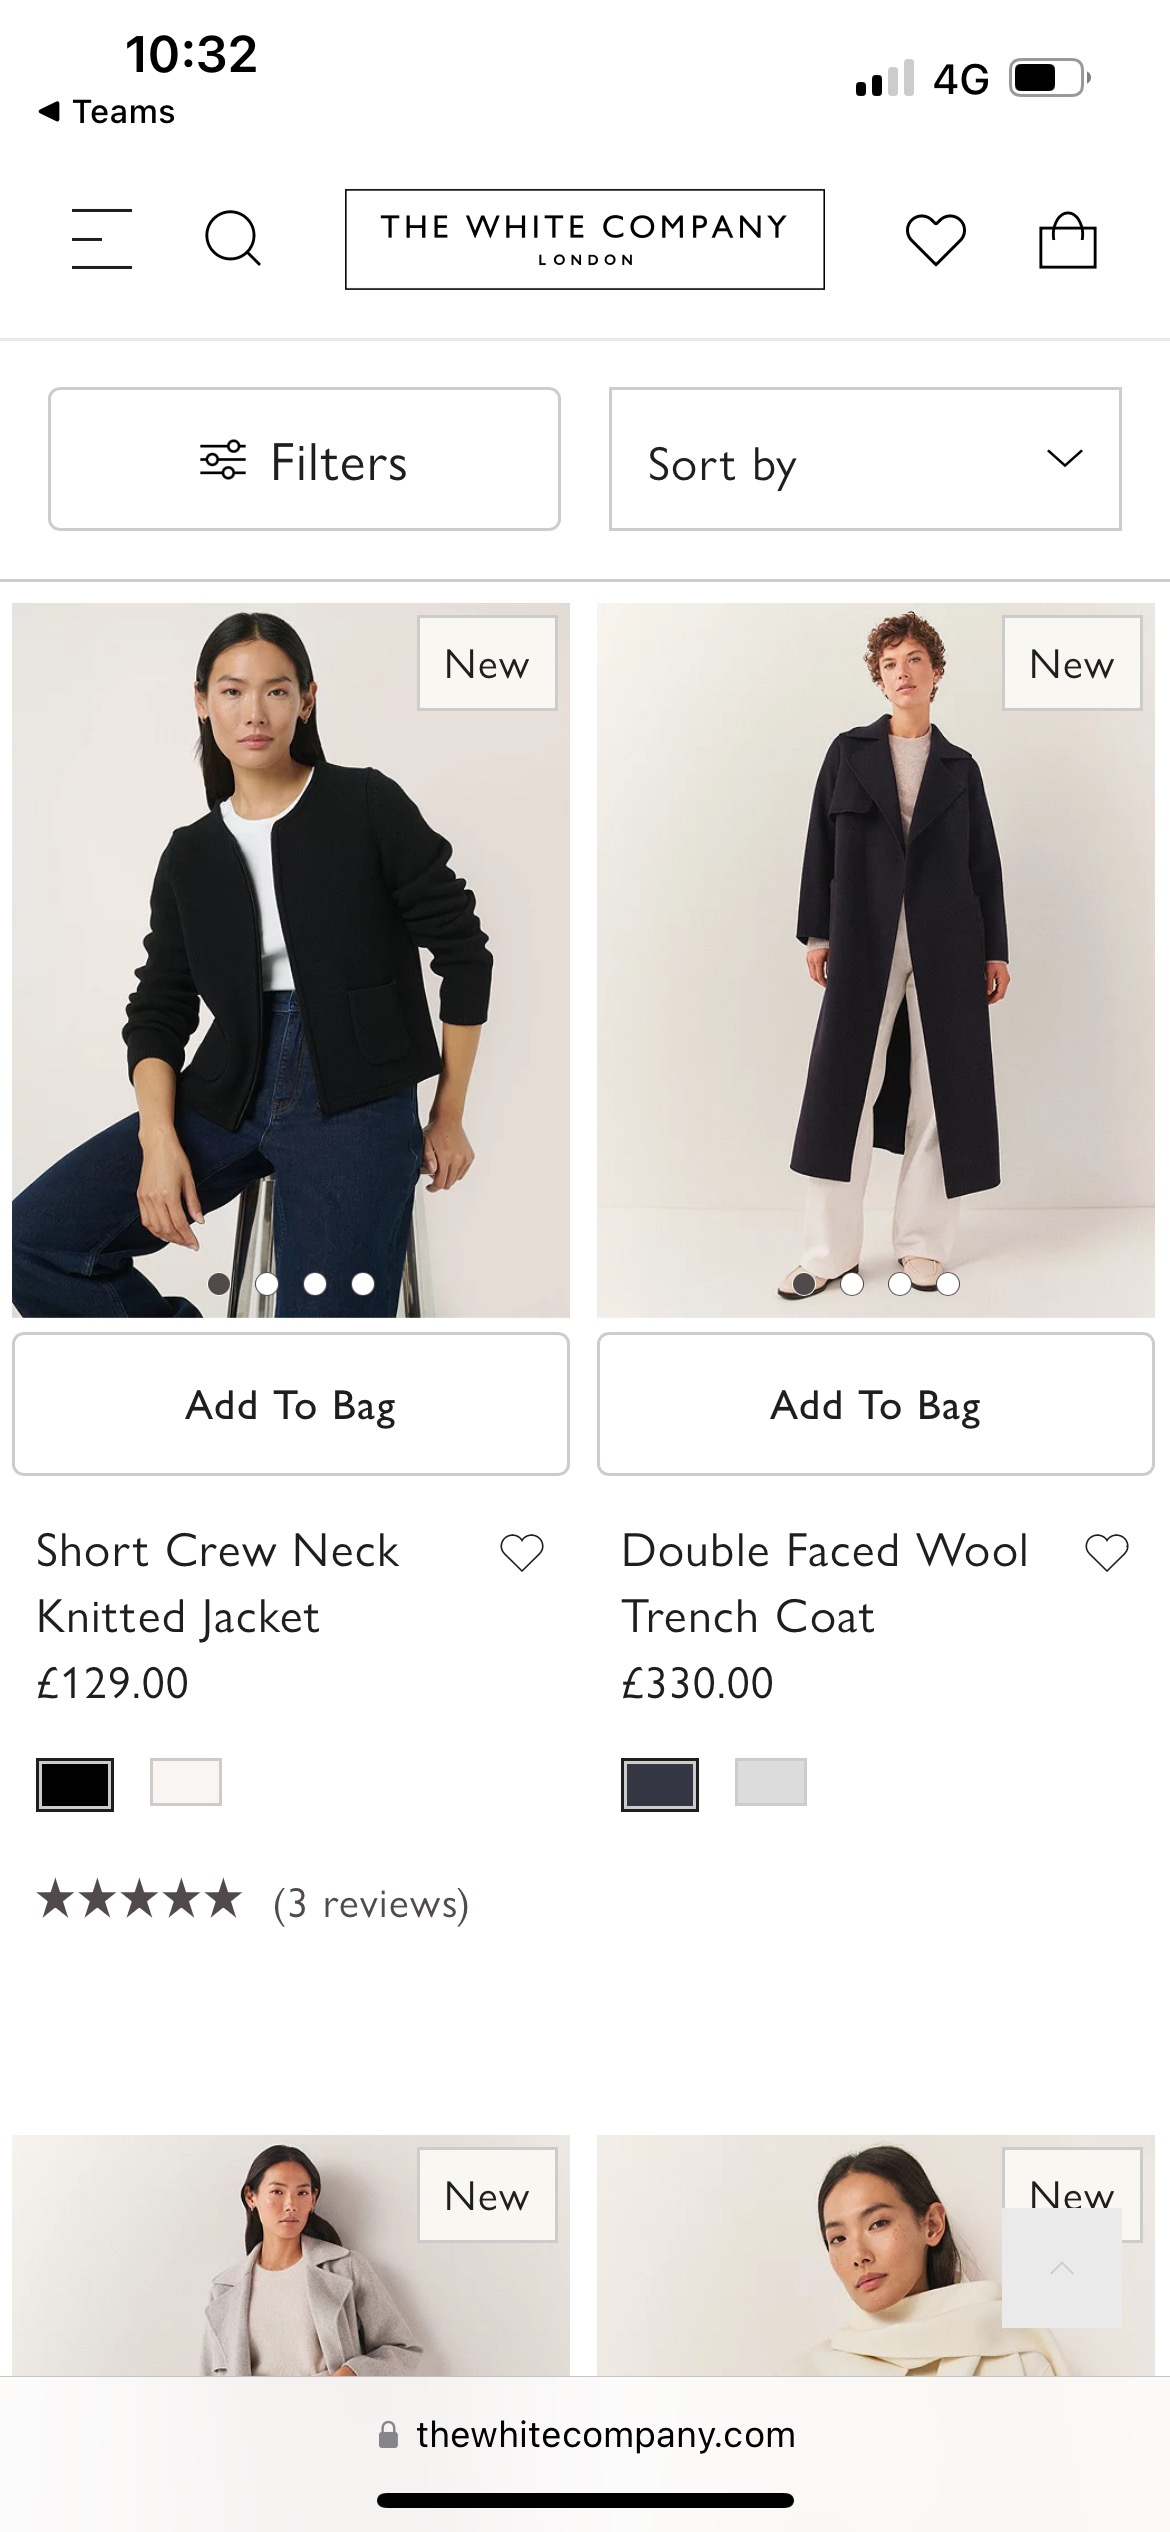 10:32
4G
Teams
THE WHITE COMPANY
LONDON
Filters
Sort by
New
New
Add To Bag
Add To Bag
Short Crew Neck
Knitted Jacket
£129.00
Double Faced Wool
Trench Coat
£330.00
(3 reviews)
New
New
thewhitecompany.com